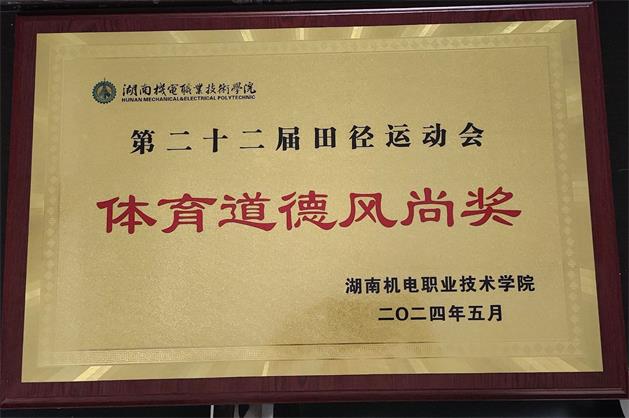 湖南機電職業技術學院
HUNAN MECHANICAL&ELECTRICAL POLYTECHNIC
第二十二届田径运动会
体育道德风尚奖
湖南机电职业技术学院
二〇二四年五月